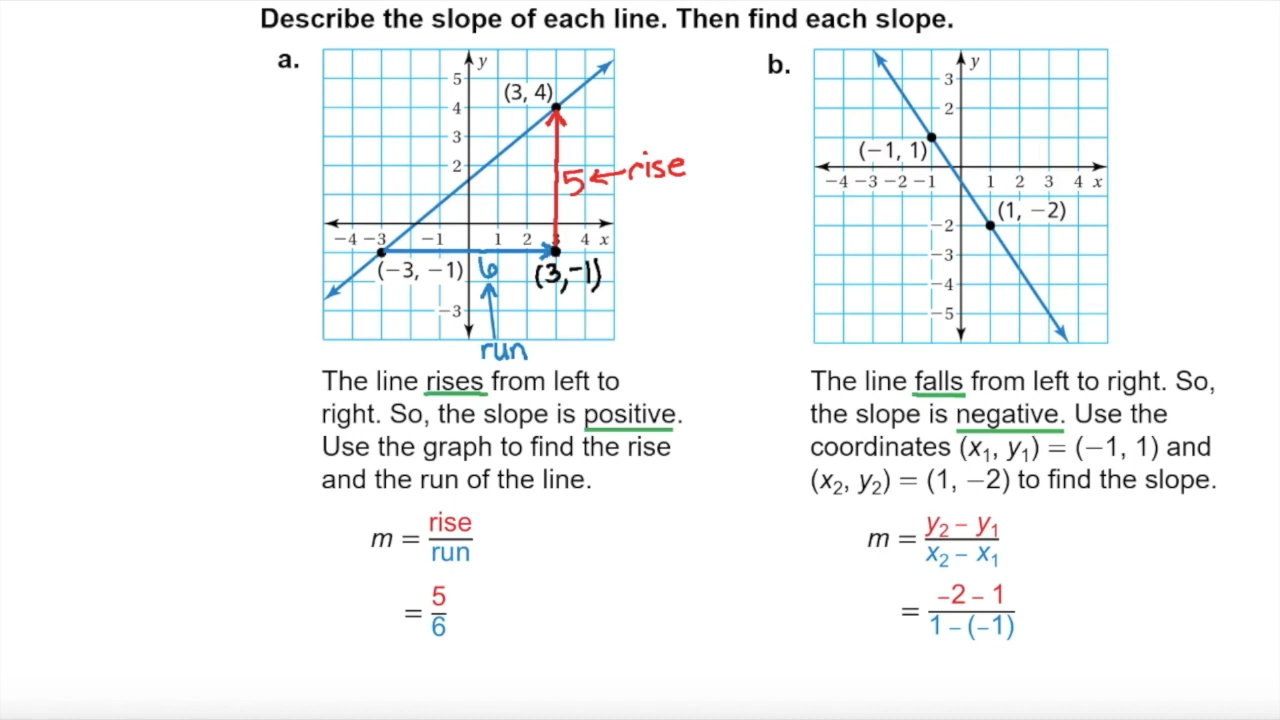 Describe the slope of each line. Then find each slope.
a.
y
5
4
3
2
(3, 4)
5 ← rise
−4 −3 −1 1 2 3 4 x
(−3, −1)
6
(3,−1)
−3
run
The line rises from left to
right. So, the slope is positive.
Use the graph to find the rise
and the run of the line.
m = rise
run
= 5
6
b.
y
3
2
(−1, 1)
−4 −3 −2 −1 1 2 3 4 x
(1, −2)
−2
−3
−4
−5
The line falls from left to right. So,
the slope is negative. Use the
coordinates (x₁, y₁) = (−1, 1) and
(x₂, y₂) = (1, −2) to find the slope.
m = y₂ − y₁
x₂ − x₁
= −2 − 1
1 − (−1)